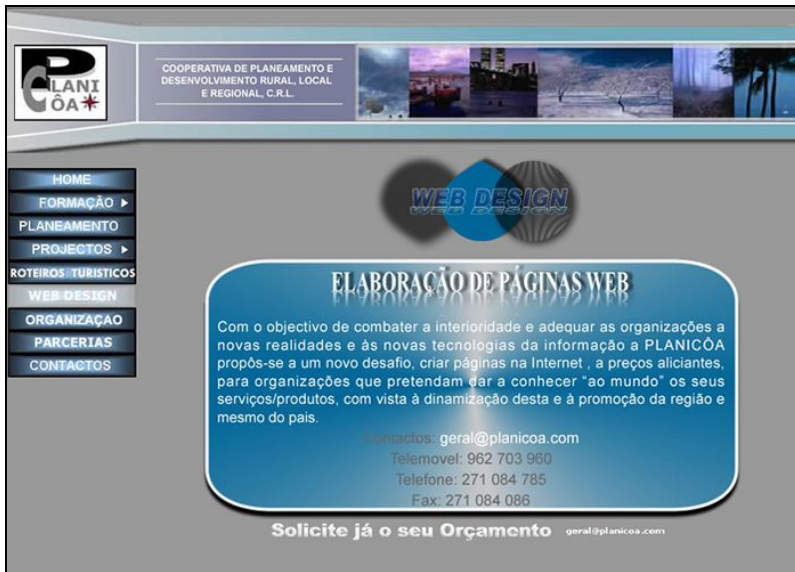 PLANI
CÔA
COOPERATIVA DE PLANEAMENTO E
DESENVOLVIMENTO RURAL, LOCAL
E REGIONAL, C.R.L.
HOME
FORMAÇÃO
PLANEAMENTO
PROJECTOS
ROTEIROS TURISTICOS
WEB DESIGN
ORGANIZAÇAO
PARCERIAS
CONTACTOS
WEB DESIGN
ELABORAÇÃO DE PÁGINAS WEB
Com o objectivo de combater a interioridade e adequar as organizações a
novas realidades e às novas tecnologias da informação a PLANICÔA
propôs-se a um novo desafio, criar páginas na Internet , a preços aliciantes,
para organizações que pretendam dar a conhecer "ao mundo" os seus
serviços/produtos, com vista à dinamização desta e à promoção da região e
mesmo do pais.
Contactos: geral@planicoa.com
Telemovel: 962 703 960
Telefone: 271 084 785
Fax: 271 084 086
Solicite já o seu Orçamento geral@planicoa.com